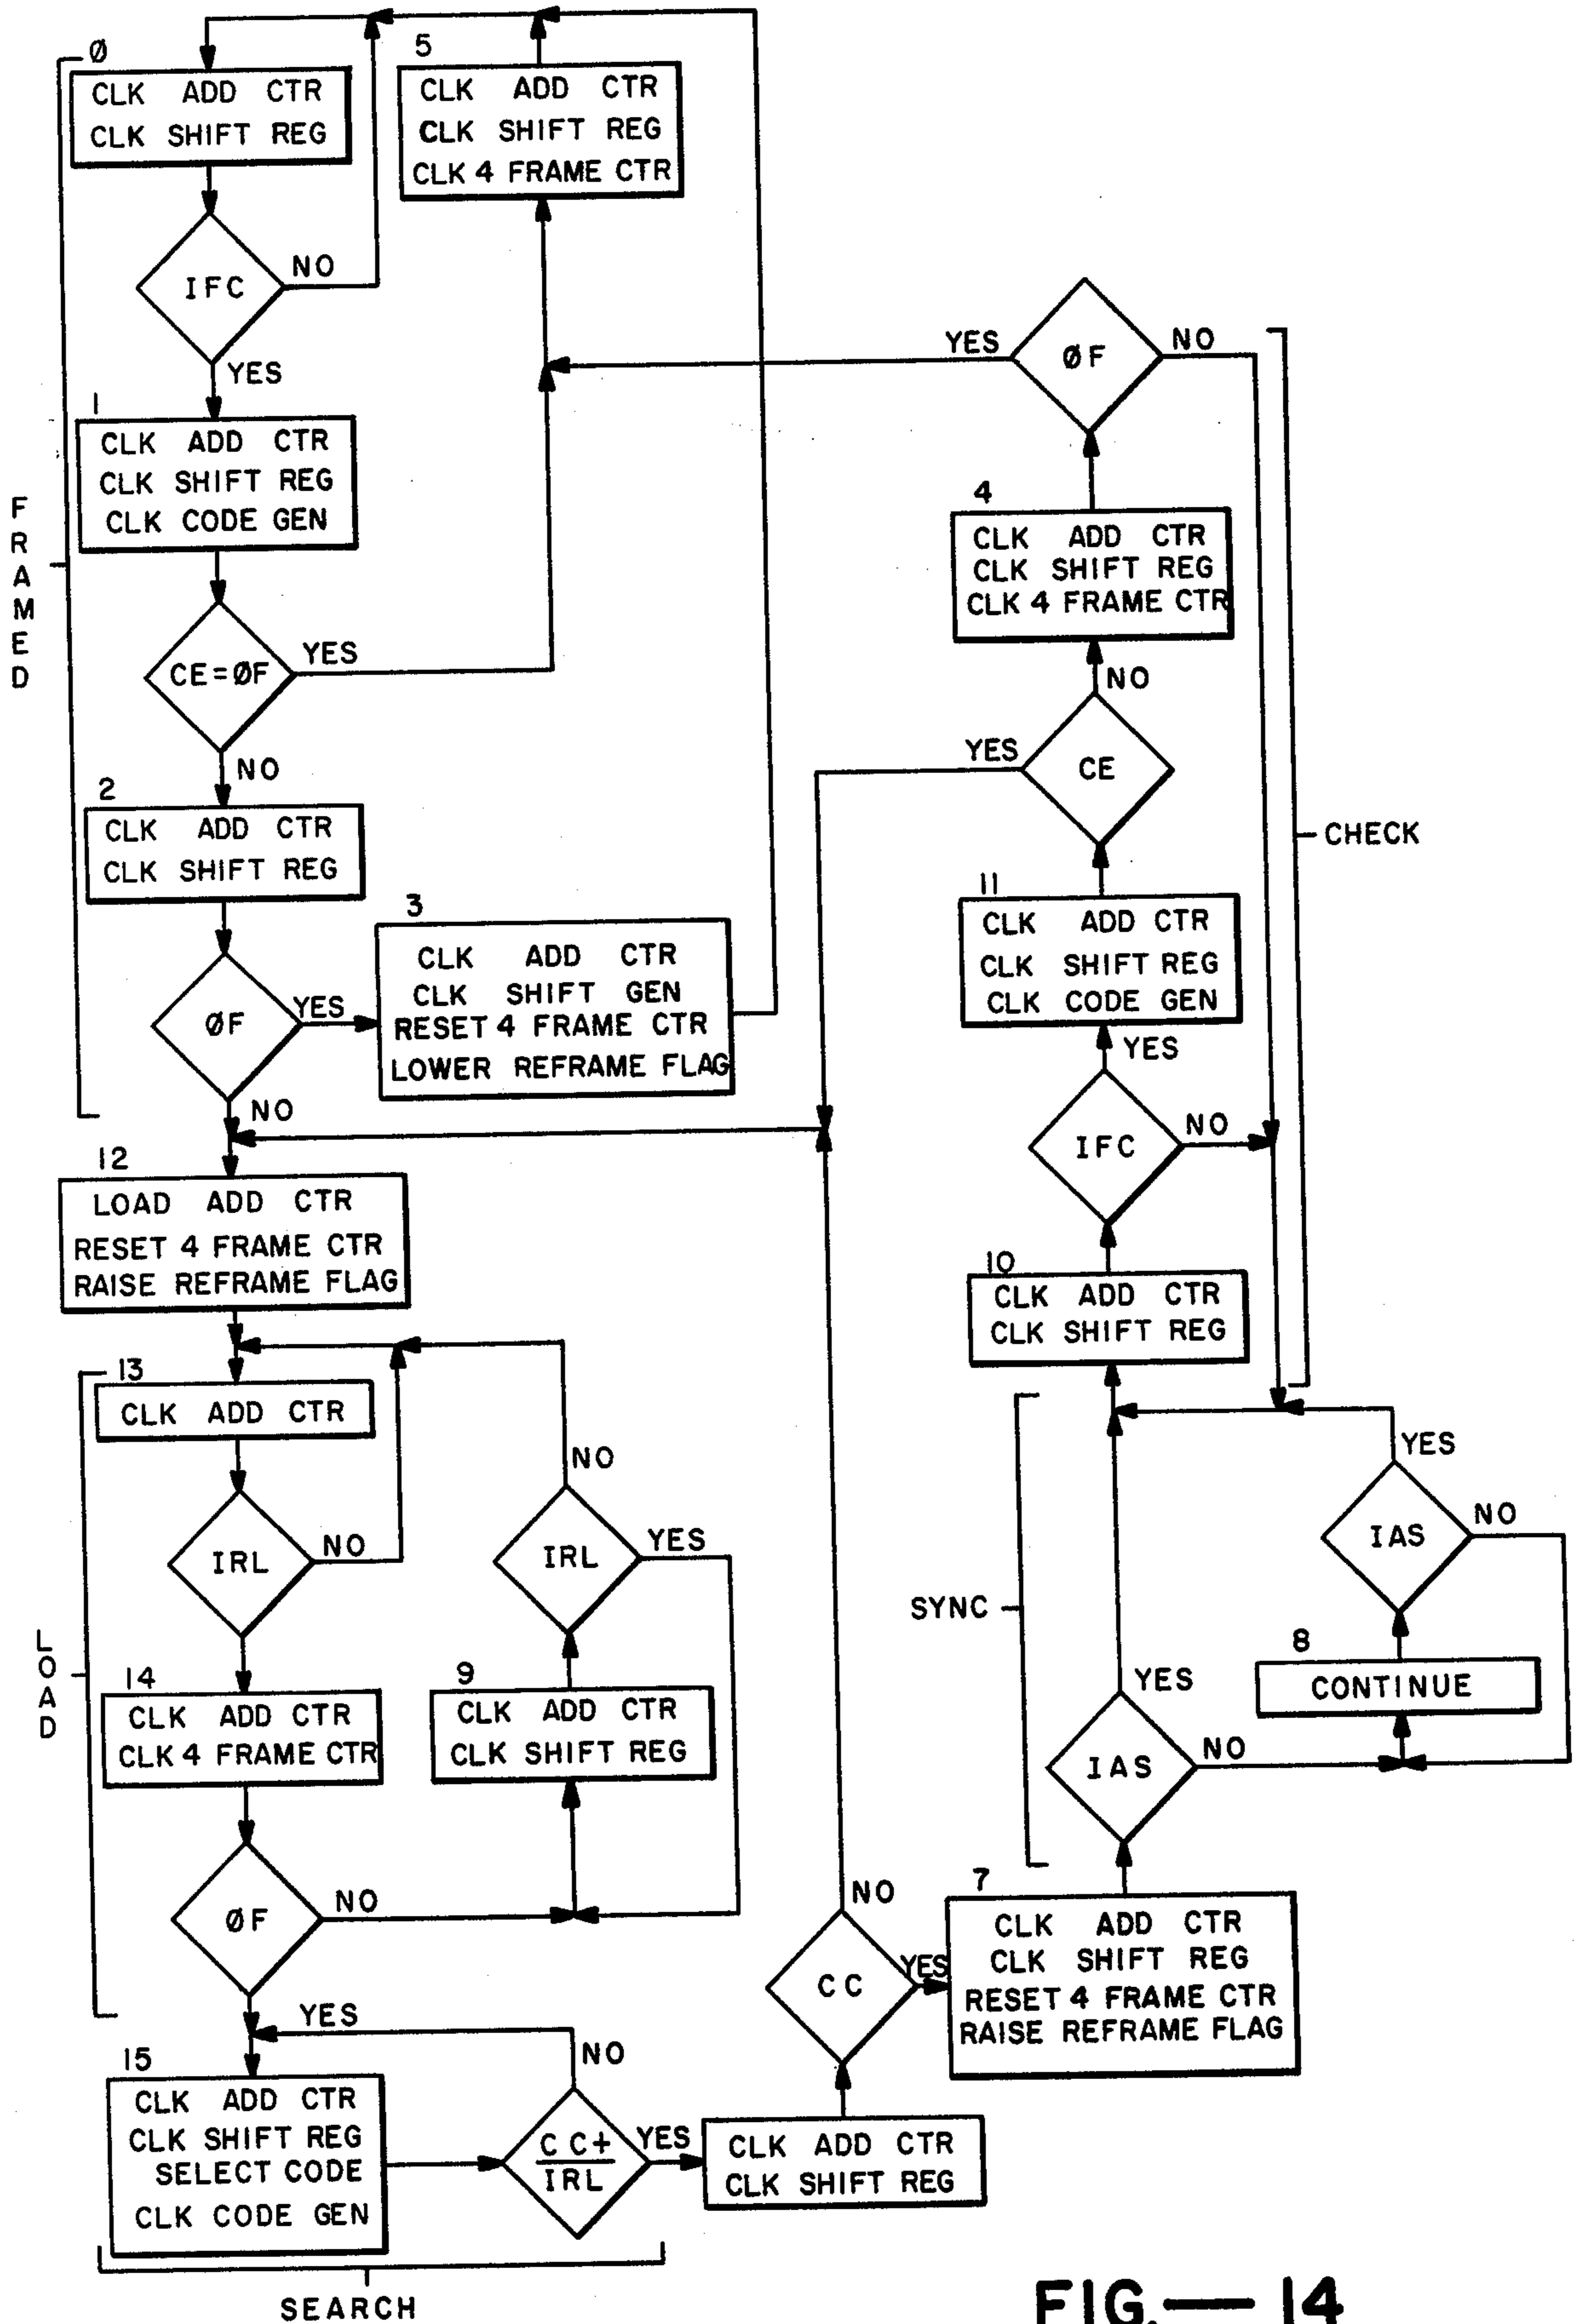 Ø
CLK ADD CTR
CLK SHIFT REG
IFC
NO
YES
1
CLK ADD CTR
CLK SHIFT REG
CLK CODE GEN
FRAMED
CE=ØF
YES
NO
2
CLK ADD CTR
CLK SHIFT REG
ØF
YES
NO
3
CLK ADD CTR
CLK SHIFT GEN
RESET 4 FRAME CTR
LOWER REFRAME FLAG
5
CLK ADD CTR
CLK SHIFT REG
CLK 4 FRAME CTR
12
LOAD ADD CTR
RESET 4 FRAME CTR
RAISE REFRAME FLAG
13
CLK ADD CTR
IRL
NO
LOAD
14
CLK ADD CTR
CLK 4 FRAME CTR
ØF
NO
YES
9
CLK ADD CTR
CLK SHIFT REG
IRL
NO
YES
15
CLK ADD CTR
CLK SHIFT REG
SELECT CODE
CLK CODE GEN
CC+
IRL
NO
YES
SEARCH
CLK ADD CTR
CLK SHIFT REG
CC
NO
YES
7
CLK ADD CTR
CLK SHIFT REG
RESET 4 FRAME CTR
RAISE REFRAME FLAG
IAS
YES
NO
SYNC
8
CONTINUE
IAS
YES
NO
10
CLK ADD CTR
CLK SHIFT REG
IFC
NO
YES
11
CLK ADD CTR
CLK SHIFT REG
CLK CODE GEN
CE
YES
NO
CHECK
4
CLK ADD CTR
CLK SHIFT REG
CLK 4 FRAME CTR
ØF
YES
NO
FIG.— 14